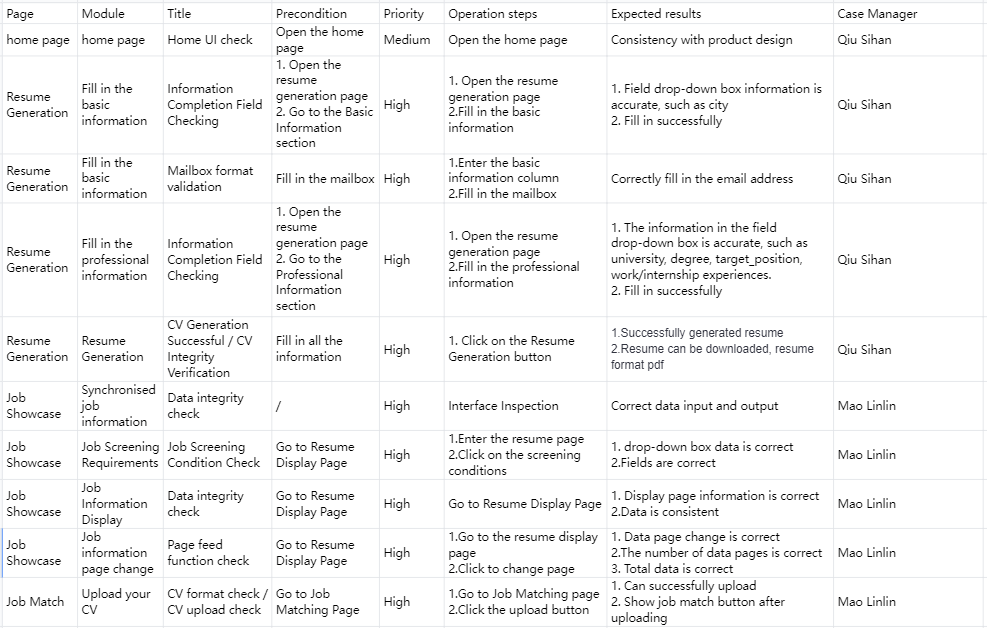 Page Module Title Precondition Priority Operation steps Expected results Case Manager
home page home page Home UI check Open the home
page Medium Open the home page Consistency with product design Qiu Sihan
Resume
Generation
Fill in the
basic
information
Information
Completion Field
Checking
1. Open the
resume
generation page
2. Go to the Basic
Information
section
High
1. Open the resume
generation page
2.Fill in the basic
information
1. Field drop-down box information is
accurate, such as city
2. Fill in successfully
Qiu Sihan
Resume
Generation
Fill in the
basic
information
Mailbox format
validation
Fill in the mailbox
High
1.Enter the basic
information column
2.Fill in the mailbox
Correctly fill in the email address
Qiu Sihan
Resume
Generation
Fill in the
professional
information
Information
Completion Field
Checking
1. Open the
resume
generation page
2. Go to the
Professional
Information
section
High
1. Open the resume
generation page
2.Fill in the professional
information
1. The information in the field
drop-down box is accurate, such as
university, degree, target_position,
work/internship experiences.
2. Fill in successfully
Qiu Sihan
Resume
Generation
Resume
Generation
CV Generation
Successful / CV
Integrity
Verification
Fill in all the
information
High
1. Click on the Resume
Generation button
1.Successfully generated resume
2.Resume can be downloaded, resume
format pdf
Qiu Sihan
Job
Showcase
Synchronised
job
information
Data integrity
check
/
High
Interface Inspection
Correct data input and output
Mao Linlin
Job
Showcase
Job Screening
Requirements
Job Screening
Condition Check
Go to Resume
Display Page
High
1.Enter the resume page
2.Click on the screening
conditions
1. drop-down box data is correct
2.Fields are correct
Mao Linlin
Job
Showcase
Job
Information
Display
Data integrity
check
Go to Resume
Display Page
High
Go to Resume Display Page
1. Display page information is correct
2.Data is consistent
Mao Linlin
Job
Showcase
Job
information
page change
Page feed
function check
Go to Resume
Display Page
High
1.Go to the resume display
page
2.Click to change page
1. Data page change is correct
2.The number of data pages is correct
3. Total data is correct
Mao Linlin
Job Match
Upload your
CV
CV format check /
CV upload check
Go to Job
Matching Page
High
1.Go to Job Matching page
2.Click the upload button
1. Can successfully upload
2. Show job match button after
uploading
Mao Linlin